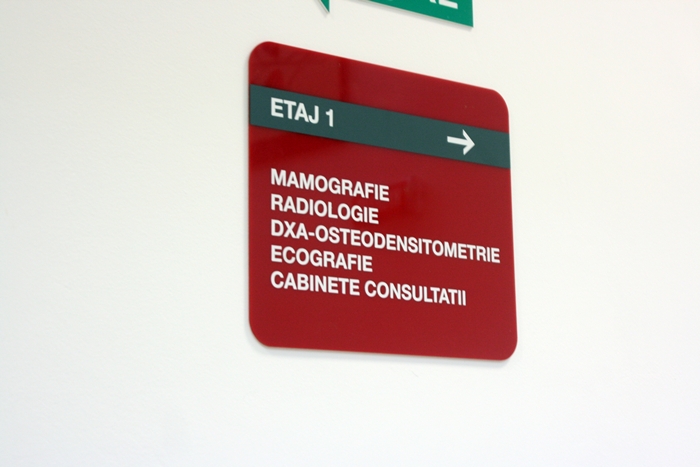 ETAJ 1
MAMOGRAFIE
RADIOLOGIE
DXA-OSTEODENSITOMETRIE
ECOGRAFIE
CABINETE CONSULTATII